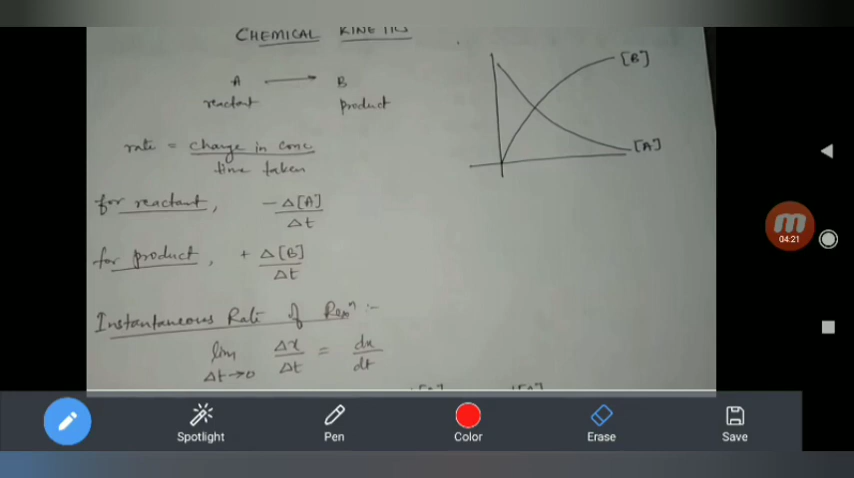 CHEMICAL KINETICS
A ⟶ B
reactant product
rate = change in conc / time taken
for reactant, - Δ[A] / Δt
for product, + Δ[B] / Δt
Instantaneous Rate of Rexⁿ :-
lim Δt→0 Δx / Δt = dx / dt
[B]
[A]
04:21
Spotlight Pen Color Erase Save